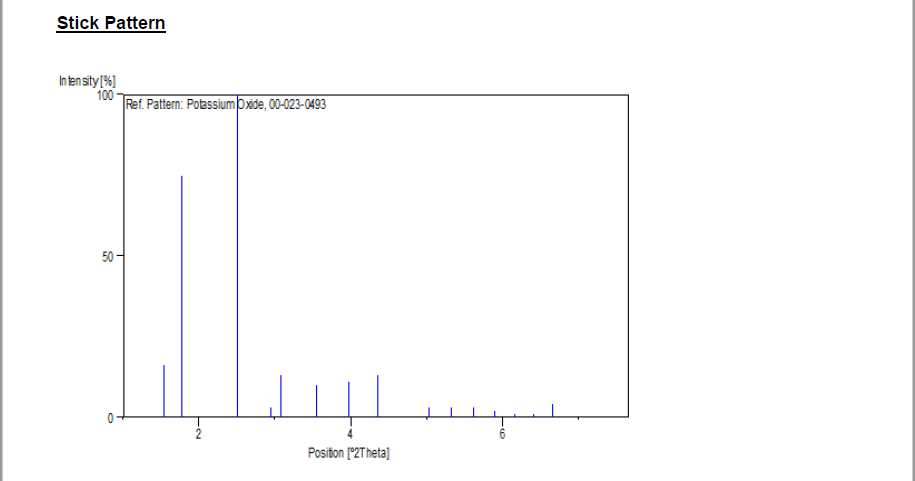 Stick Pattern
Intensity [%]
100
Ref. Pattern: Potassium Oxide, 00-023-0493
50
0
2
4
6
Position [°2Theta]